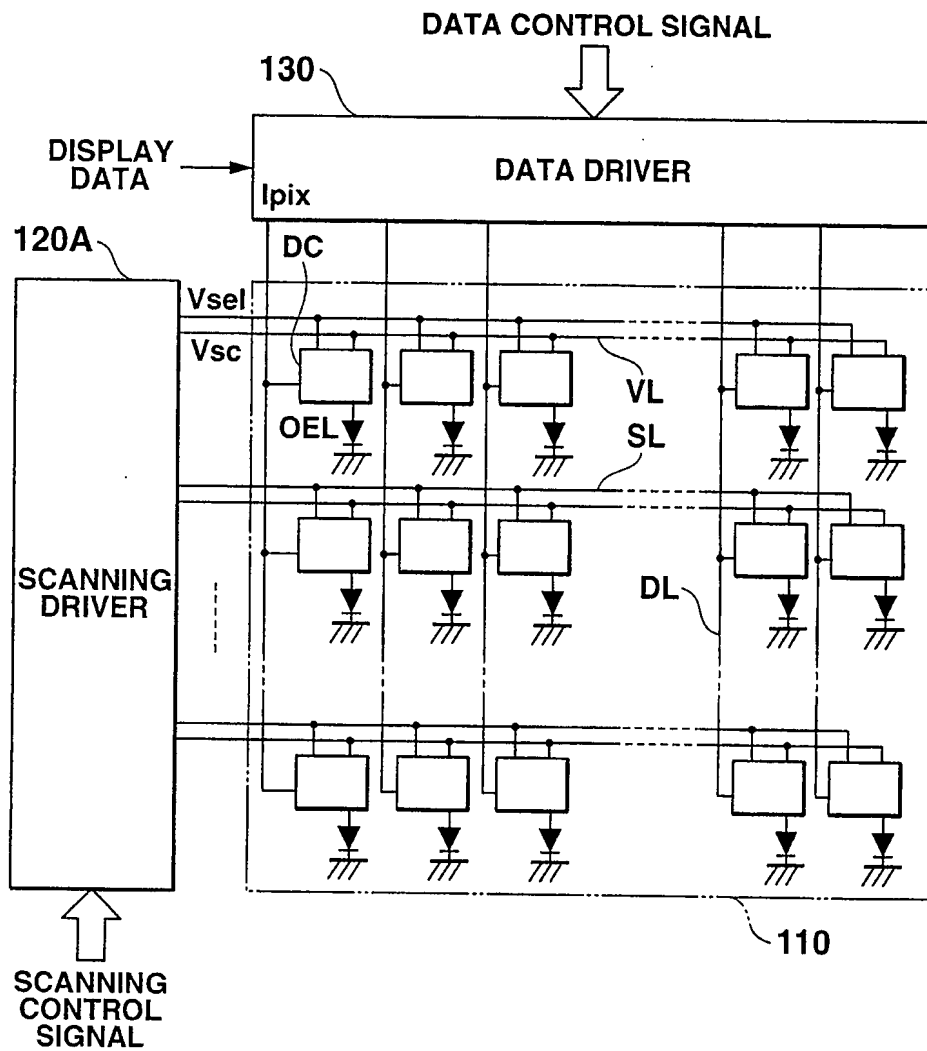 DATA CONTROL SIGNAL
130
DISPLAY
DATA
DATA DRIVER
Ipix
120A
DC
Vsel
Vsc
VL
OEL
SL
SCANNING
DRIVER
DL
110
SCANNING
CONTROL
SIGNAL